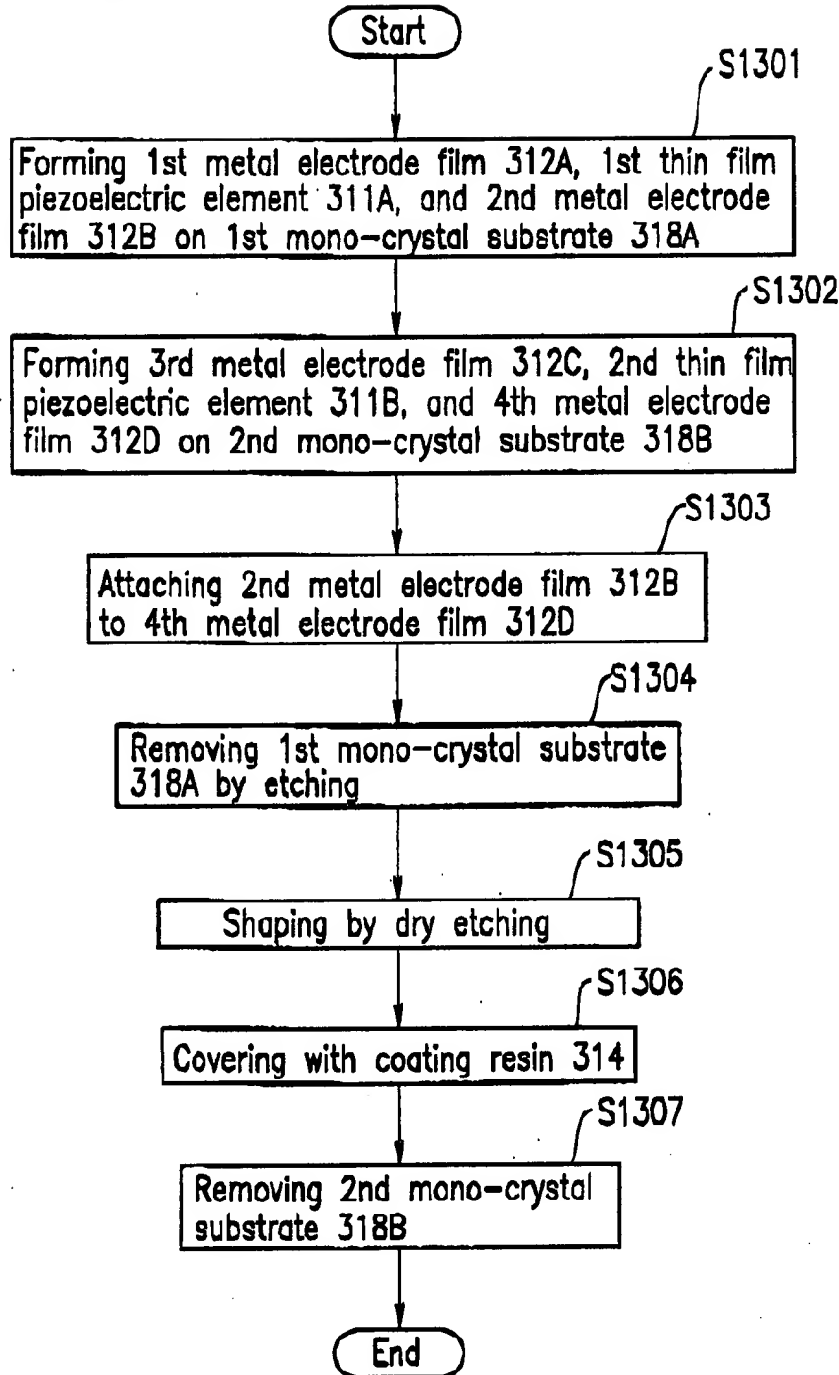 Start
S1301
Forming 1st metal electrode film 312A, 1st thin film
piezoelectric element 311A, and 2nd metal electrode
film 312B on 1st mono-crystal substrate 318A
S1302
Forming 3rd metal electrode film 312C, 2nd thin film
piezoelectric element 311B, and 4th metal electrode
film 312D on 2nd mono-crystal substrate 318B
S1303
Attaching 2nd metal electrode film 312B
to 4th metal electrode film 312D
S1304
Removing 1st mono-crystal substrate
318A by etching
S1305
Shaping by dry etching
S1306
Covering with coating resin 314
S1307
Removing 2nd mono-crystal
substrate 318B
End